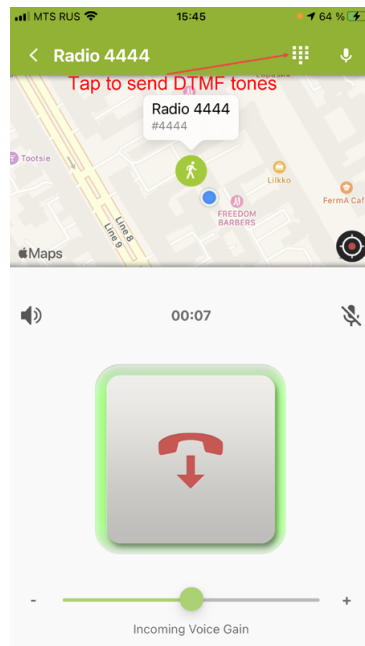 MTS RUS
15:45
64 %
Radio 4444
Tap to send DTMF tones
Radio 4444
#4444
Tootsie
Lilkko
FREEDOM
BARBERS
FermA Caf
Line 8
Line 9
Maps
00:07
-
+
Incoming Voice Gain